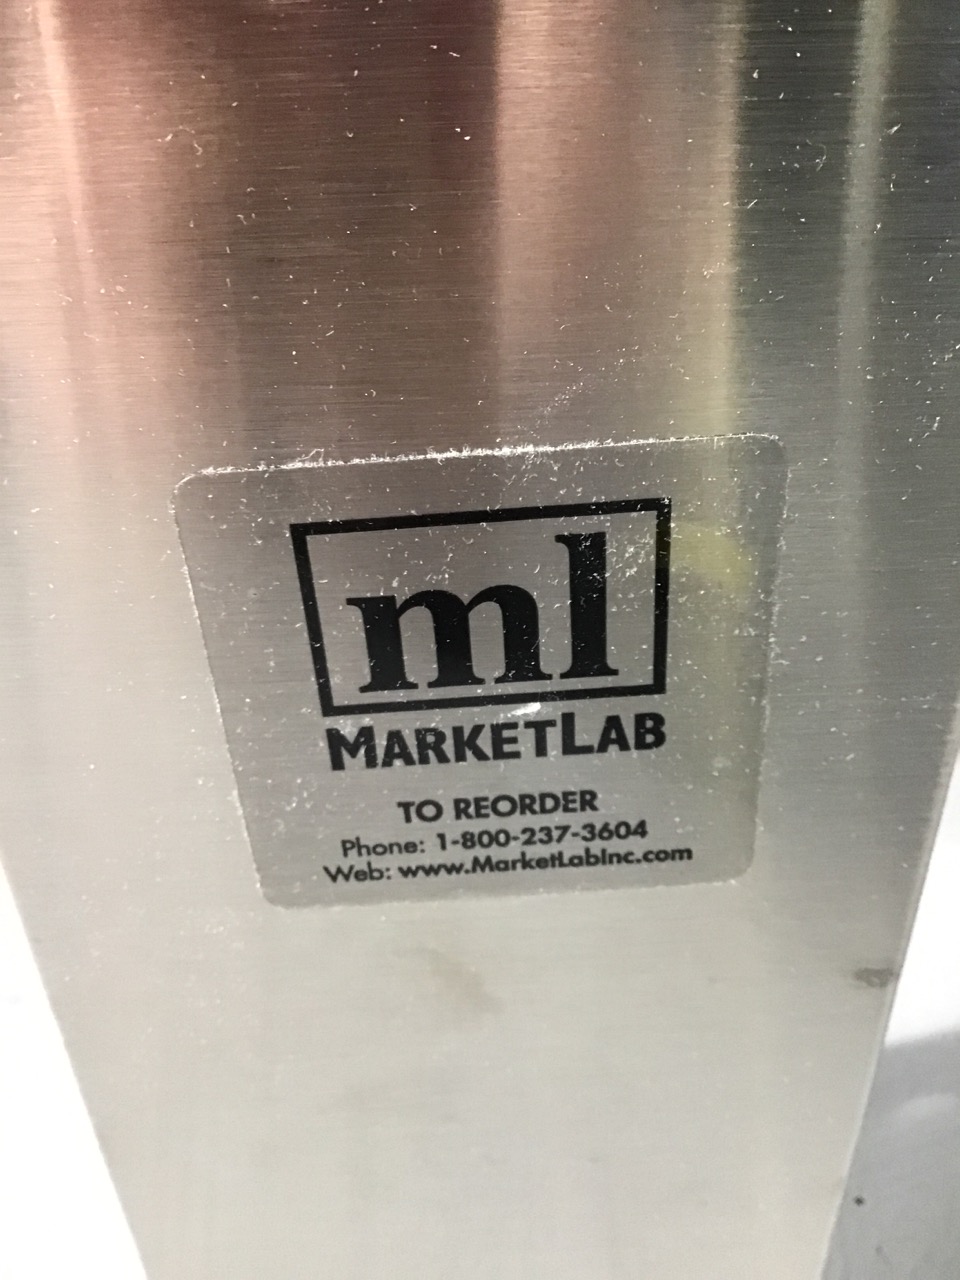 ml
MARKETLAB
TO REORDER
Phone: 1-800-237-3604
Web: www.MarketLabInc.com